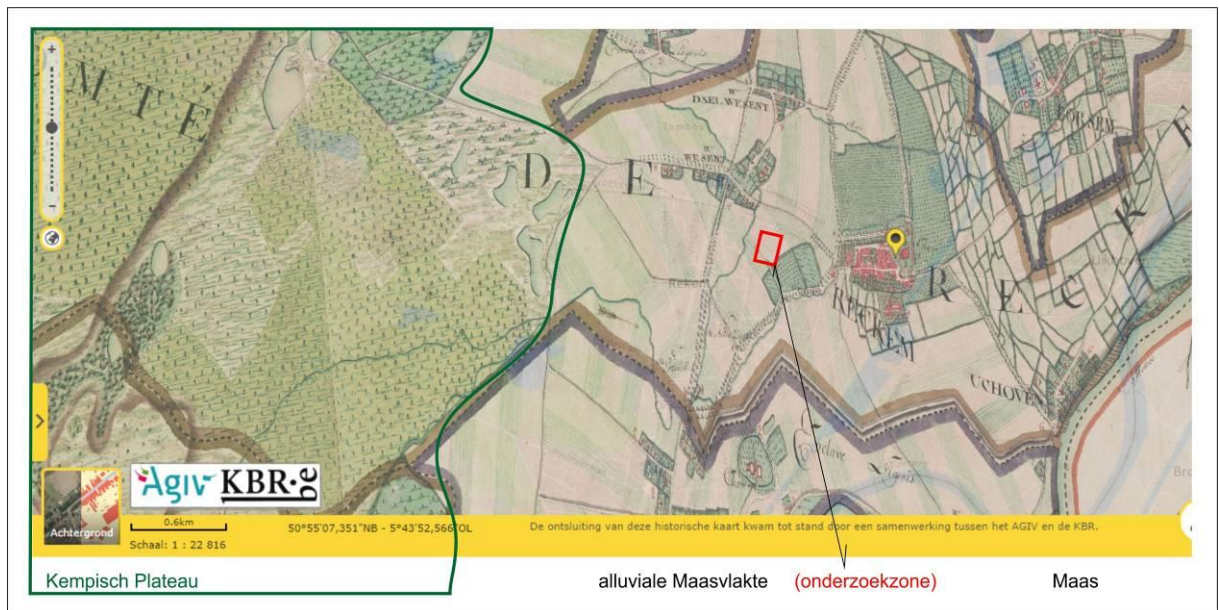 M T É
DAEL WESENT
WESENT
BORAEM
D E
RECKEM
R E C K
UCHOVEN
Enclave
Agiv KBR.be
Achtergrond
0.6km
Schaal: 1 : 22 816
50°55'07,351"NB - 5°43'52,566"OL
De ontsluiting van deze historische kaart kwam tot stand door een samenwerking tussen het AGIV en de KBR.
Kempisch Plateau
alluviale Maasvlakte (onderzoekzone) Maas